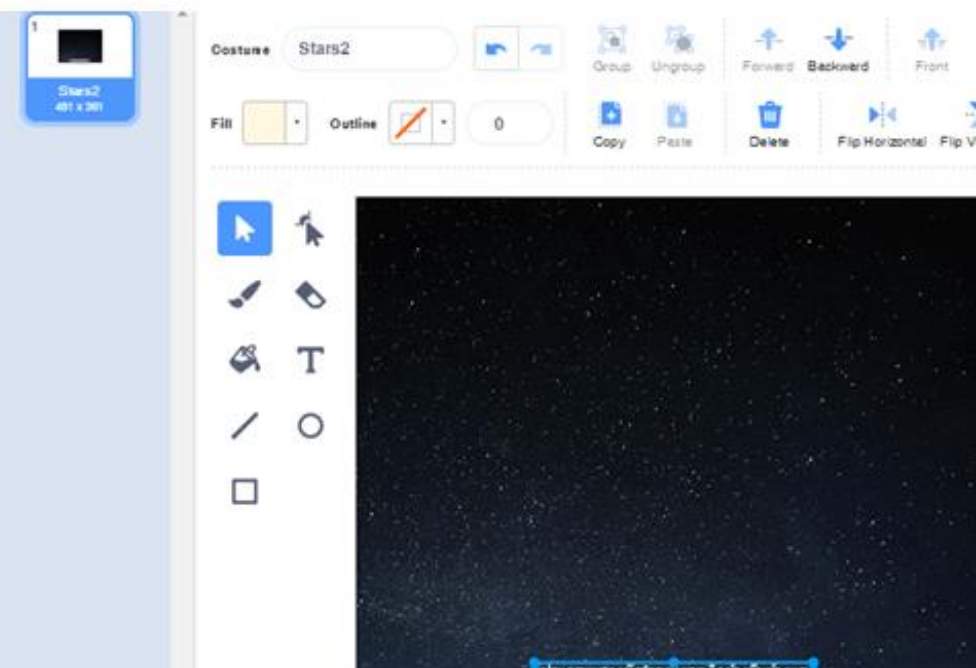 1
Stars2
481 x 361
Costume Stars2
Group Ungroup Forward Backward Front
Fill Outline 0
Copy Paste Delete Flip Horizontal Flip V